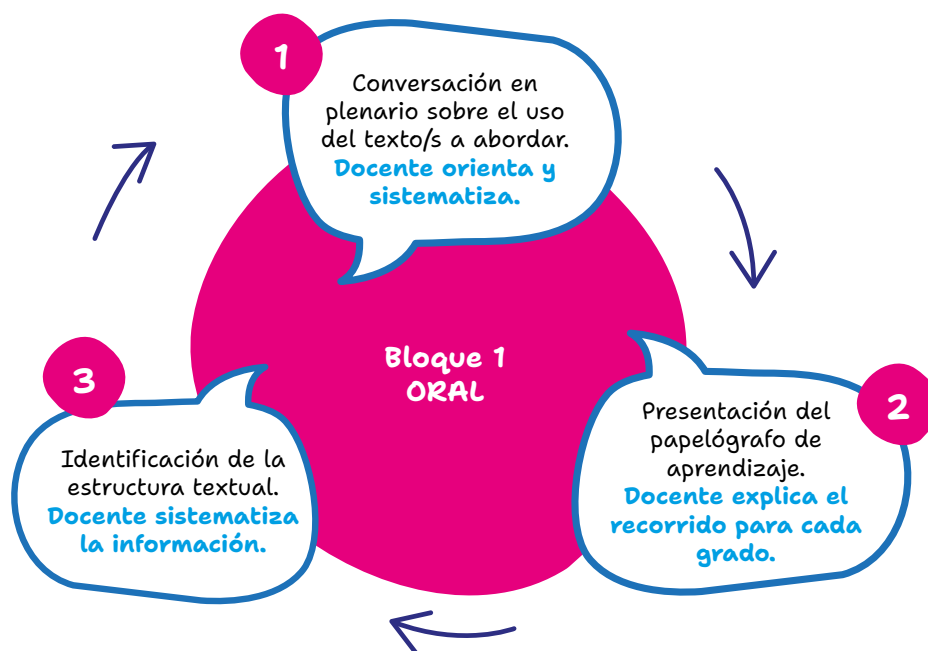 1
Conversación en
plenario sobre el uso
del texto/s a abordar.
Docente orienta y
sistematiza.
Bloque 1
ORAL
2
Presentación del
papelógrafo de
aprendizaje.
Docente explica el
recorrido para cada
grado.
3
Identificación de la
estructura textual.
Docente sistematiza
la información.